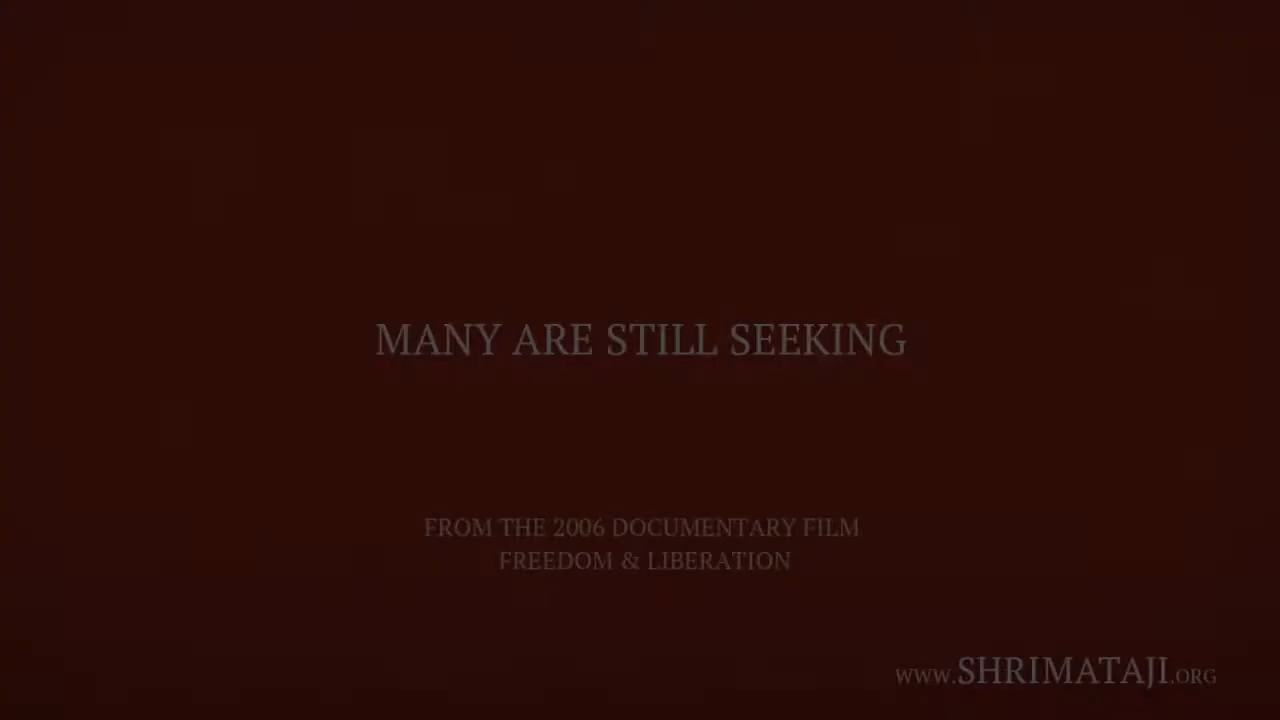 MANY ARE STILL SEEKING
FROM THE 2006 DOCUMENTARY FILM
FREEDOM & LIBERATION
WWW.SHRIMATAJI.ORG